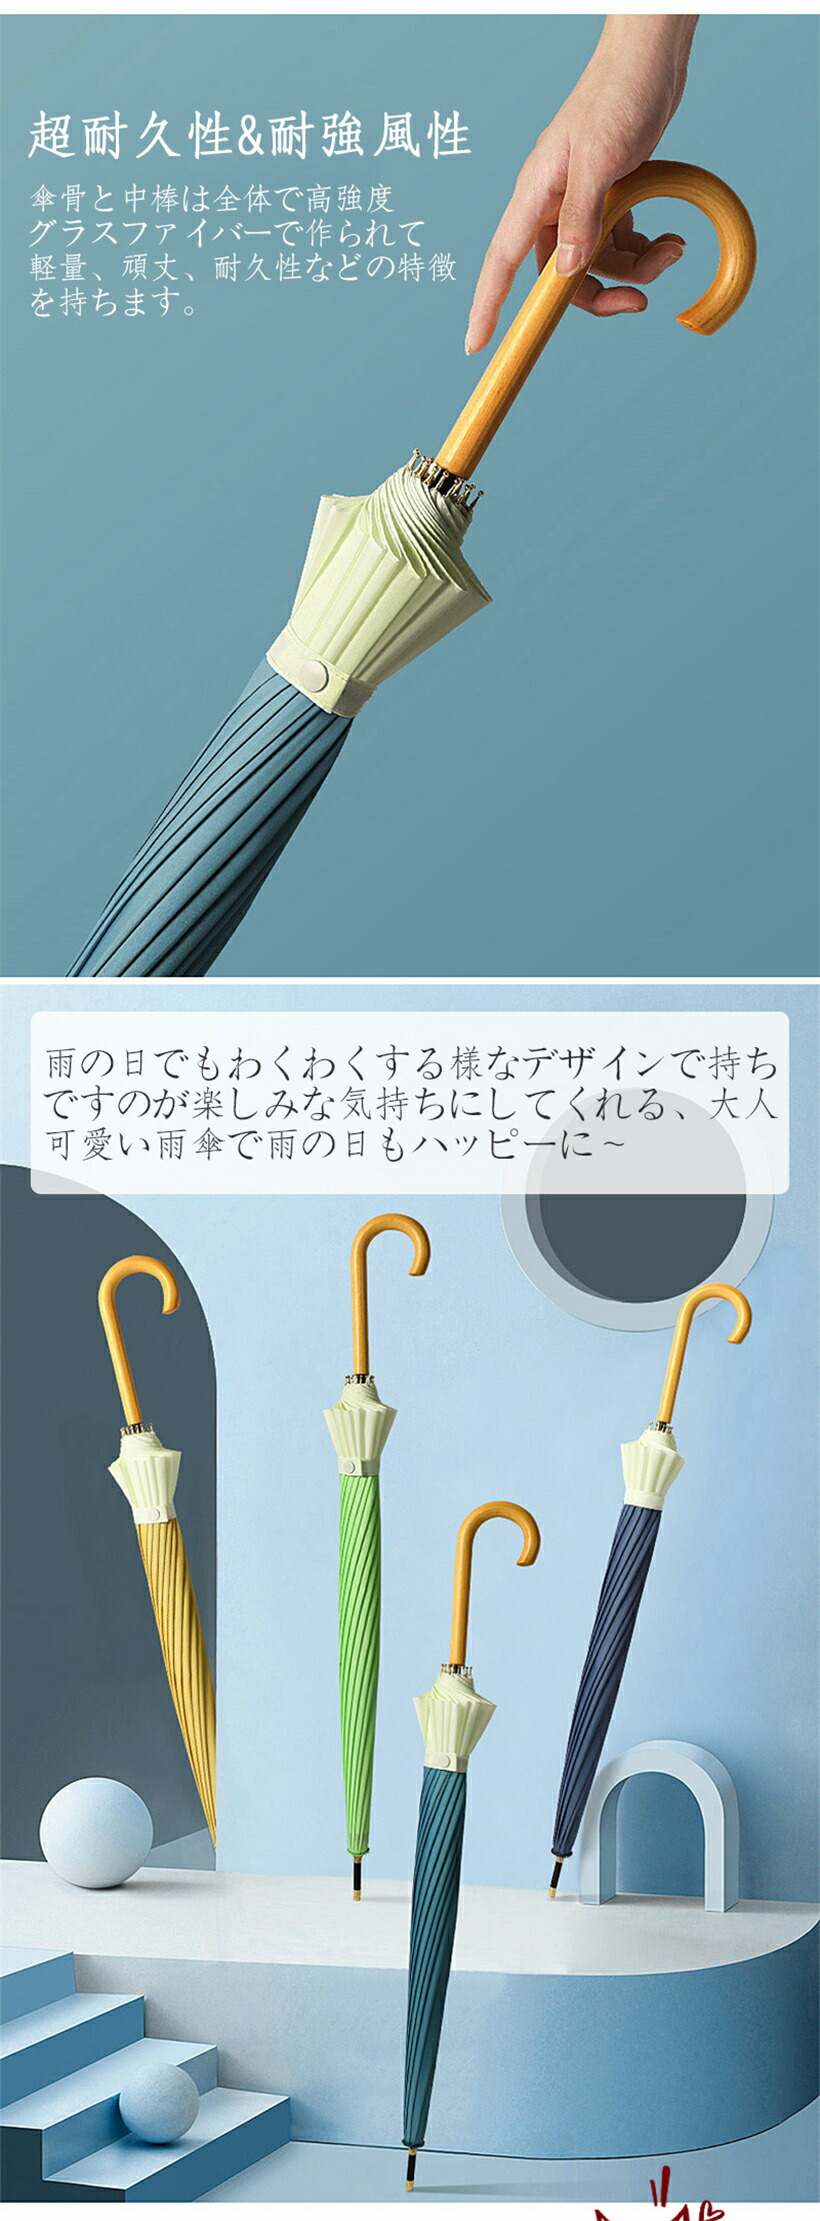 超耐久性&耐強風性
傘骨と中棒は全体で高強度
グラスファイバーで作られて
軽量、頑丈、耐久性などの特徴
を持ちます。
雨の日でもわくわくする様なデザインで持ち
ですのが楽しみな気持ちにしてくれる、大人
可愛い雨傘で雨の日もハッピーに～